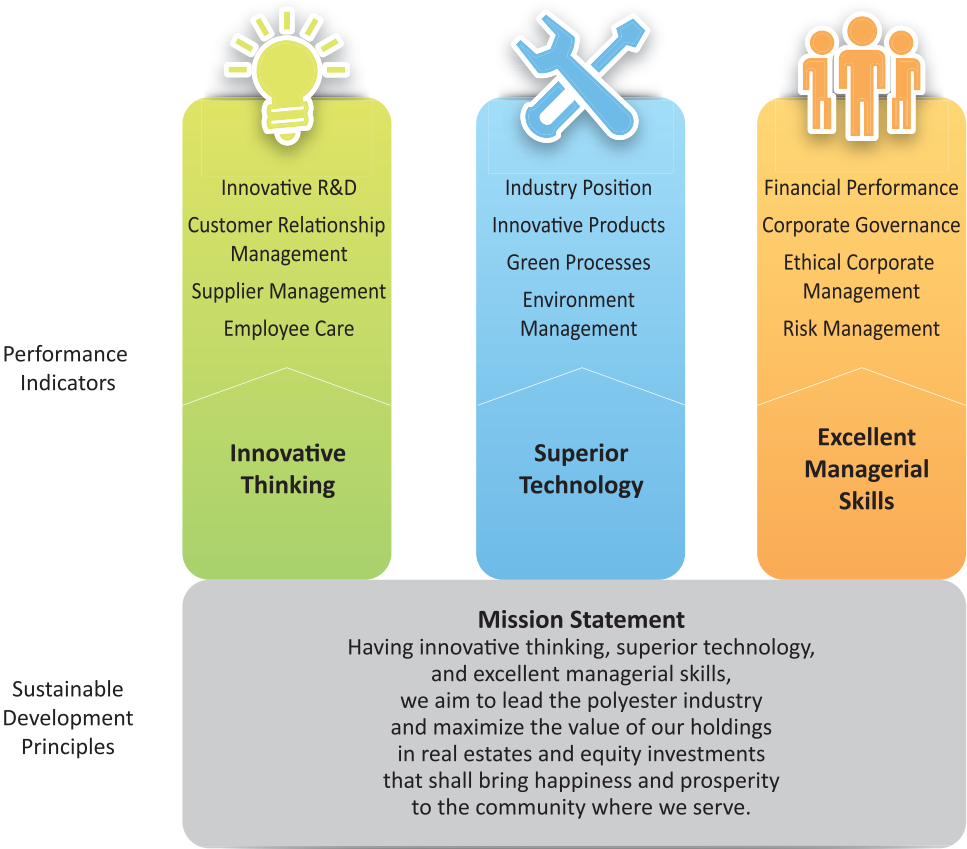 Performance
Indicators
Innovative R&D
Customer Relationship
Management
Supplier Management
Employee Care
Innovative
Thinking
Industry Position
Innovative Products
Green Processes
Environment
Management
Superior
Technology
Financial Performance
Corporate Governance
Ethical Corporate
Management
Risk Management
Excellent
Managerial
Skills
Sustainable
Development
Principles
Mission Statement
Having innovative thinking, superior technology,
and excellent managerial skills,
we aim to lead the polyester industry
and maximize the value of our holdings
in real estates and equity investments
that shall bring happiness and prosperity
to the community where we serve.